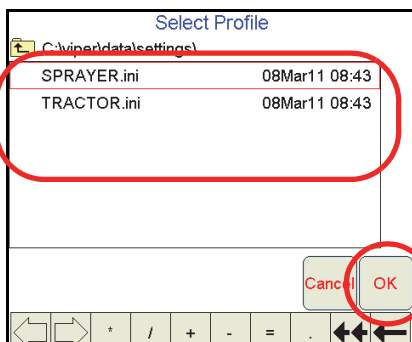 Select Profile
C:\viper\data\settings\
SPRAYER.ini 08Mar11 08:43
TRACTOR.ini 08Mar11 08:43
Cancel OK
* / + - = .